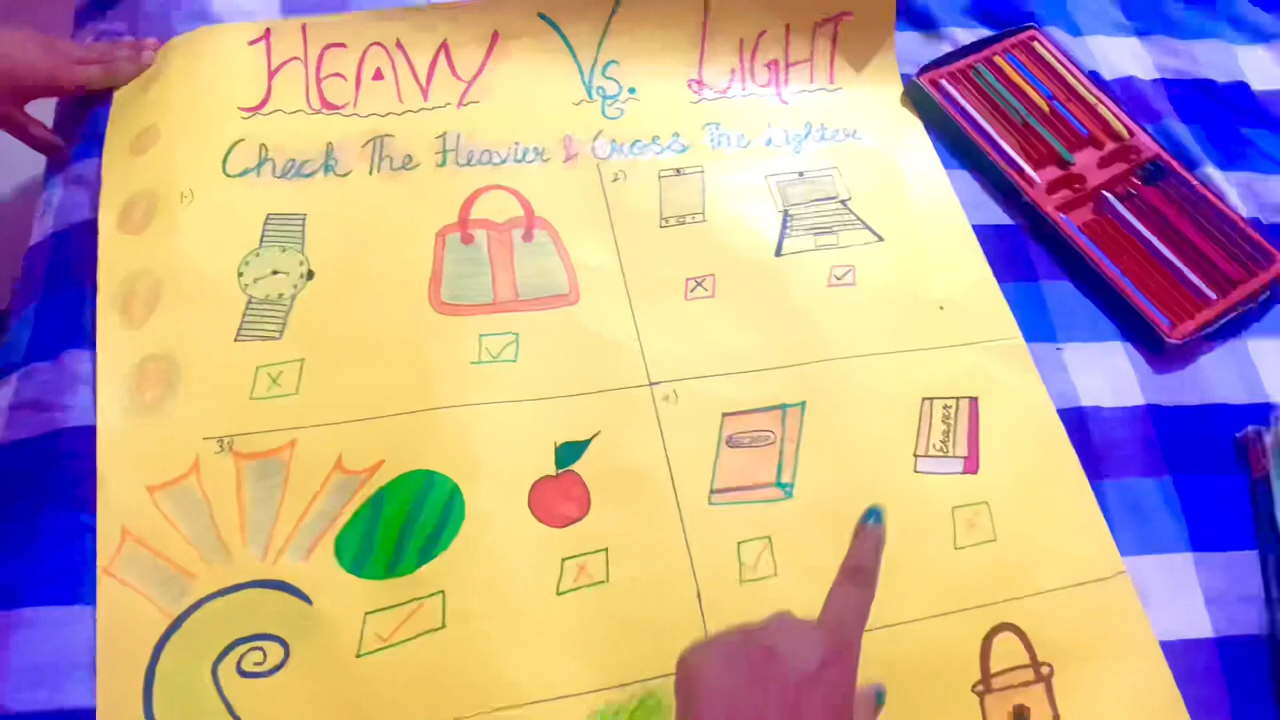 HEAVY Vs. LIGHT
Check The Heavier & Cross The Lighter
1)
2)
3)
4)
Eraser